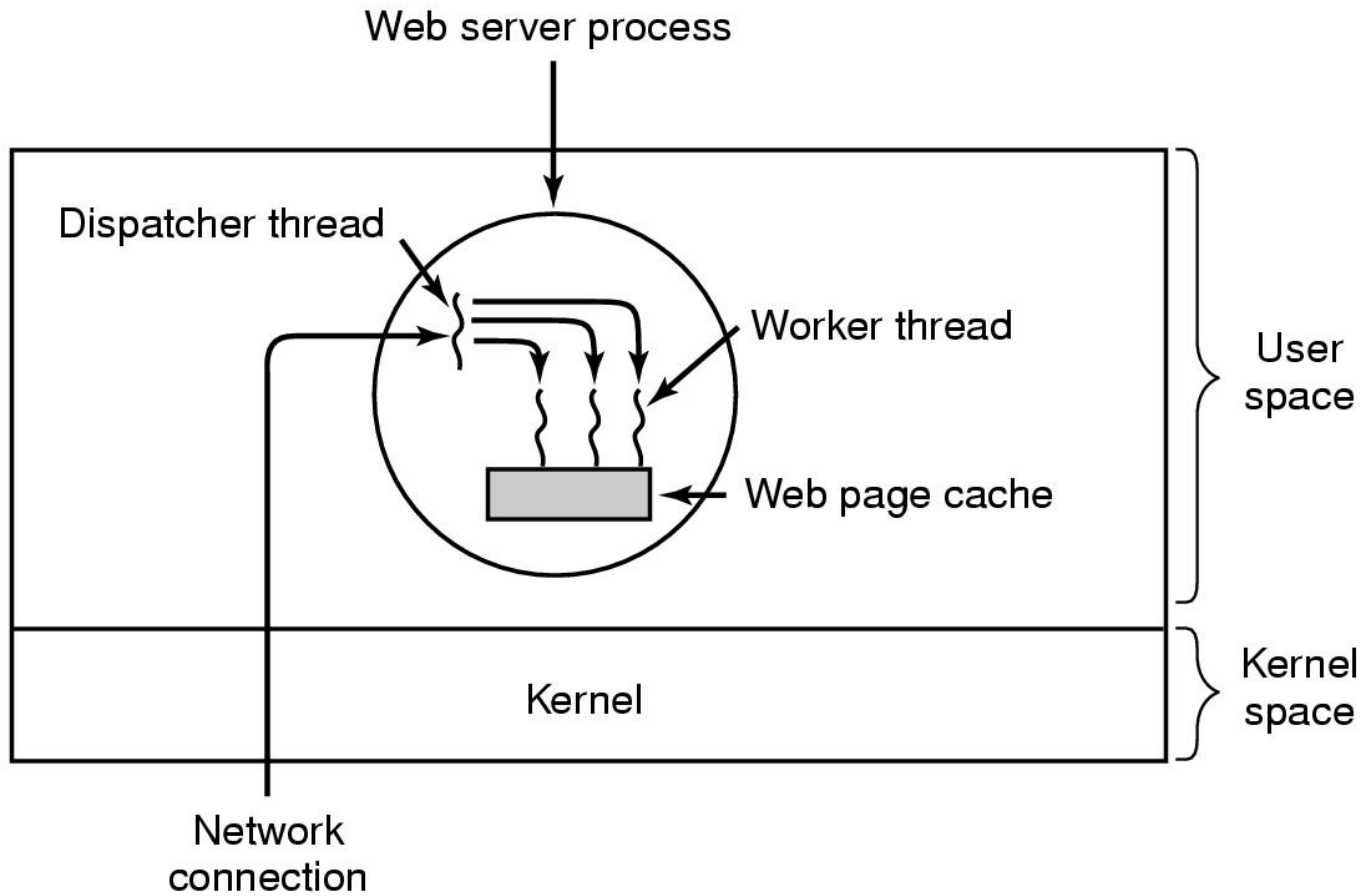 Web server process
Dispatcher thread
Worker thread
User
space
Web page cache
Kernel
Kernel
space
Network
connection